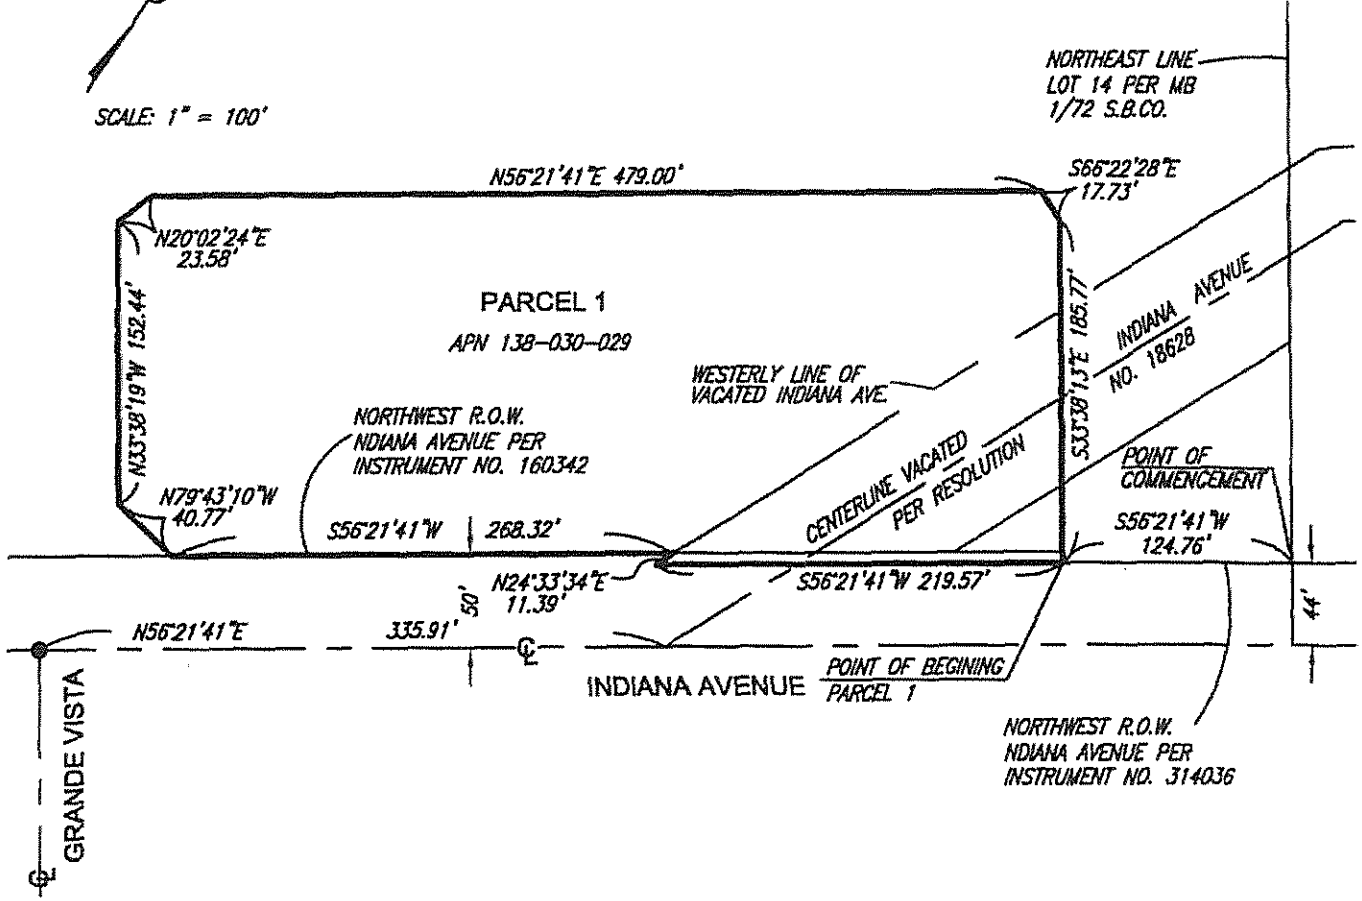 NORTHEAST LINE
LOT 14 PER MB
1/72 S.B.CO.
SCALE: 1" = 100'
N56°21'41"E 479.00'
S66°22'28"E
17.73'
N20°02'24"E
23.58'
PARCEL 1
APN 138-030-029
N33°38'19"W 152.44'
S33°38'13"E 185.77'
INDIANA AVENUE
NO. 18628
WESTERLY LINE OF
VACATED INDIANA AVE.
NORTHWEST R.O.W.
NDIANA AVENUE PER
INSTRUMENT NO. 160342
CENTERLINE VACATED
PER RESOLUTION
POINT OF
COMMENCEMENT
N79°43'10"W
40.77'
S56°21'41"W 268.32'
S56°21'41"W
124.76'
N24°33'34"E
11.39'
S56°21'41"W 219.57'
50'
44'
N56°21'41"E 335.91'
CL
INDIANA AVENUE
POINT OF BEGINING
PARCEL 1
GRANDE VISTA
CL
NORTHWEST R.O.W.
NDIANA AVENUE PER
INSTRUMENT NO. 314036